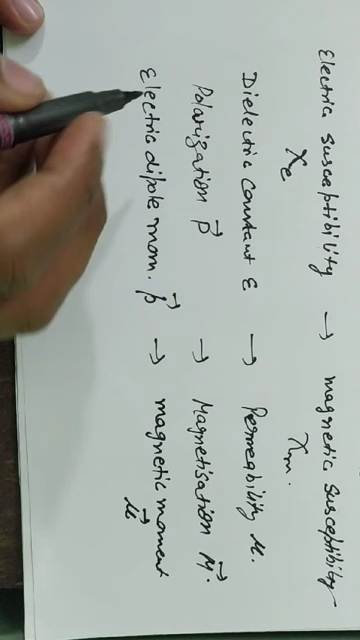 Electric susceptibility → magnetic susceptibility
χe χm.
Dielectric constant ε → Permeability μ.
Polarization P⃗ → Magnetisation M⃗.
Electric dipole mom. p⃗ → magnetic moment
μ⃗